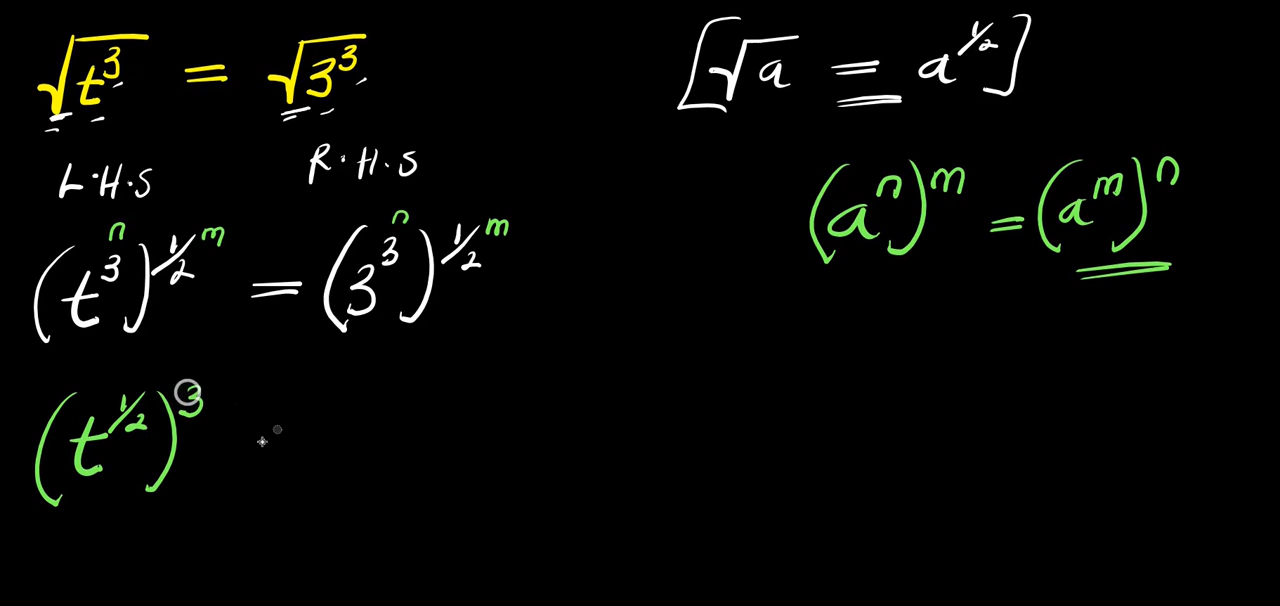 √t³ = √3³
[√a = a^1/2]
L.H.S R.H.S
(aⁿ)ᵐ = (aᵐ)ⁿ
n m n m
(t³)^1/2 = (3³)^1/2
(t^1/2)³